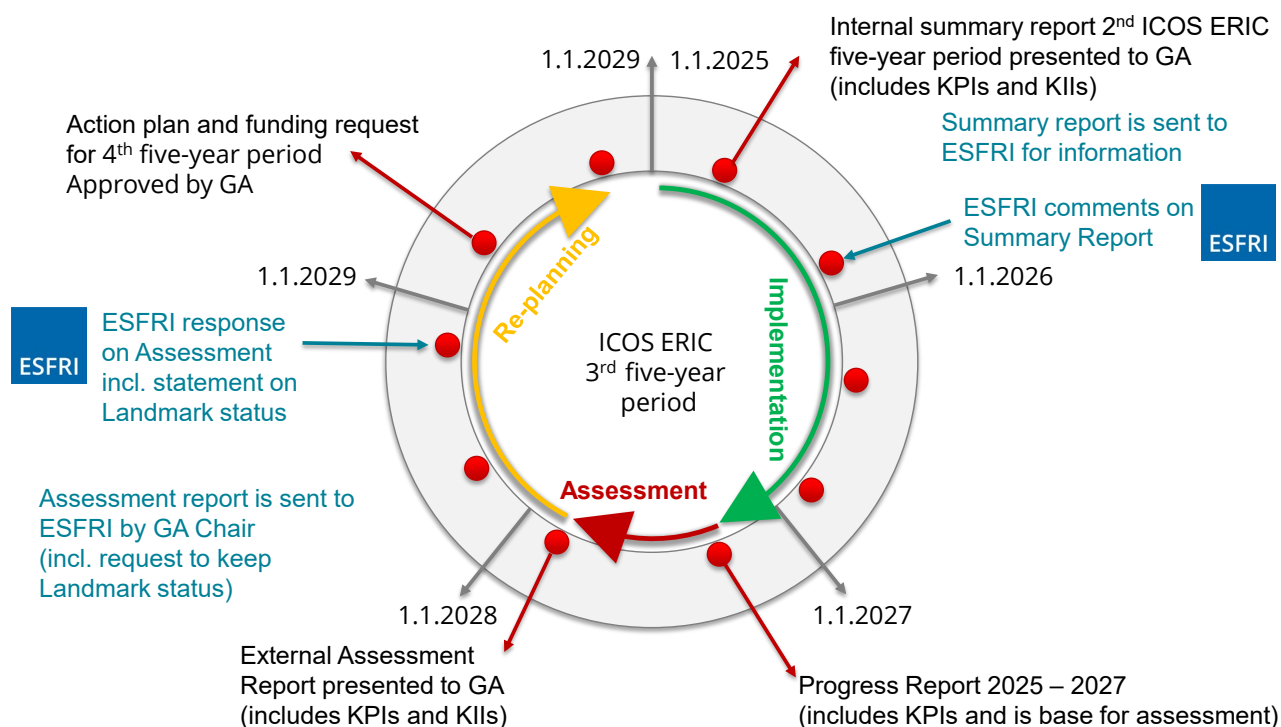 Internal summary report 2nd ICOS ERIC
five-year period presented to GA
(includes KPIs and KIIs)
1.1.2029
1.1.2025
Action plan and funding request
for 4th five-year period
Approved by GA
Summary report is sent to
ESFRI for information
ESFRI comments on
Summary Report
ESFRI
1.1.2029
1.1.2026
Re-planning
Implementation
ESFRI
ESFRI response
on Assessment
incl. statement on
Landmark status
ICOS ERIC
3rd five-year
period
Assessment
Assessment report is sent to
ESFRI by GA Chair
(incl. request to keep
Landmark status)
1.1.2028
1.1.2027
External Assessment
Report presented to GA
(includes KPIs and KIIs)
Progress Report 2025 – 2027
(includes KPIs and is base for assessment)